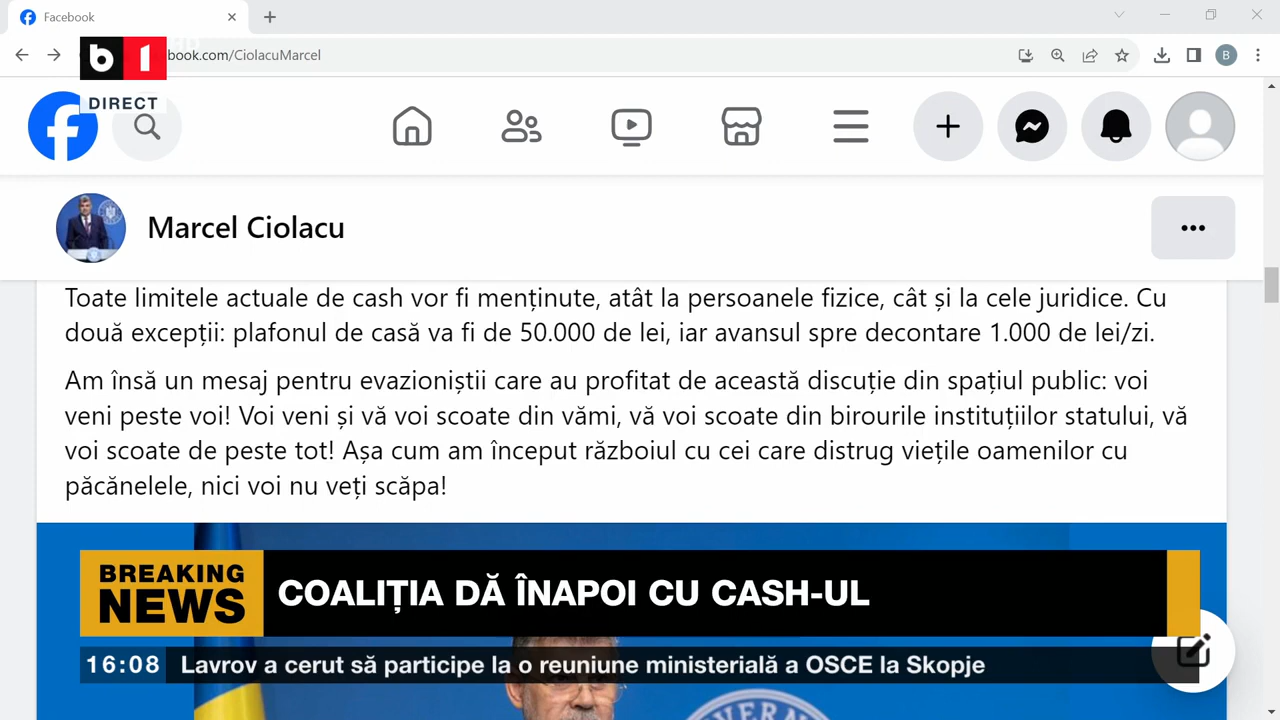 Facebook
book.com/CiolacuMarcel
B
b1
DIRECT
Marcel Ciolacu
Toate limitele actuale de cash vor fi menținute, atât la persoanele fizice, cât și la cele juridice. Cu
două excepții: plafonul de casă va fi de 50.000 de lei, iar avansul spre decontare 1.000 de lei/zi.
Am însă un mesaj pentru evazioniștii care au profitat de această discuție din spațiul public: voi
veni peste voi! Voi veni și vă voi scoate din vămi, vă voi scoate din birourile instituțiilor statului, vă
voi scoate de peste tot! Așa cum am început războiul cu cei care distrug viețile oamenilor cu
păcănelele, nici voi nu veți scăpa!
BREAKING
NEWS
COALIȚIA DĂ ÎNAPOI CU CASH-UL
16:08 Lavrov a cerut să participe la o reuniune ministerială a OSCE la Skopje